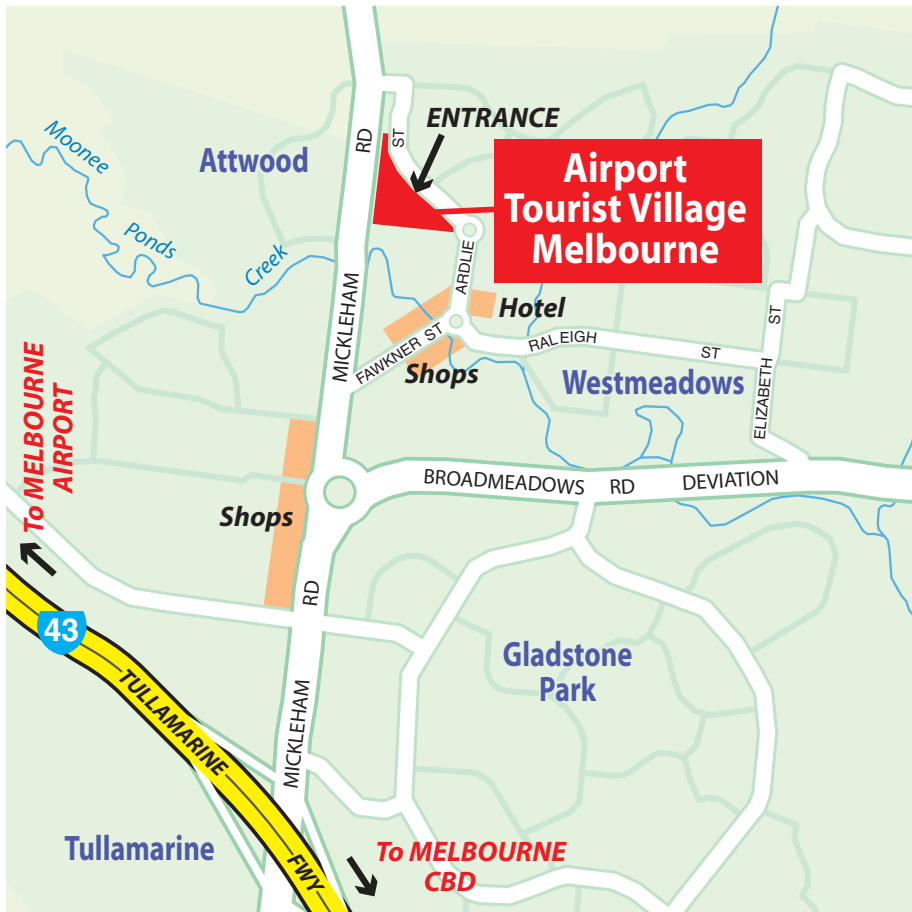 ENTRANCE
RD
ST
Moonee
Attwood
Airport
Tourist Village
Melbourne
Ponds
Creek
ARDLIE
MICKLEHAM
Hotel
FAWKNER ST
RALEIGH
ST
ST
Shops
Westmeadows
ELIZABETH
To MELBOURNE
AIRPORT
BROADMEADOWS RD DEVIATION
Shops
RD
43
Gladstone
Park
TULLAMARINE
MICKLEHAM
Tullamarine
FWY
To MELBOURNE
CBD